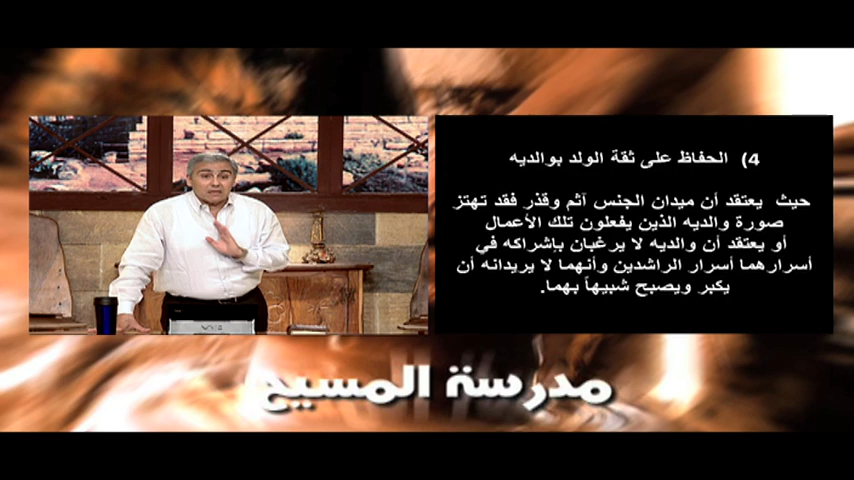 4) الحفاظ على ثقة الولد بوالديه
حيث يعتقد أن ميدان الجنس آثم وقذر فقد تهتز
صورة والديه الذين يفعلون تلك الأعمال
أو يعتقد أن والديه لا يرغبان بإشراكه في
أسرارهما أسرار الراشدين وأنهما لا يريدانه أن
يكبر ويصبح شبيهاً بهما.
مدرسة المسيح